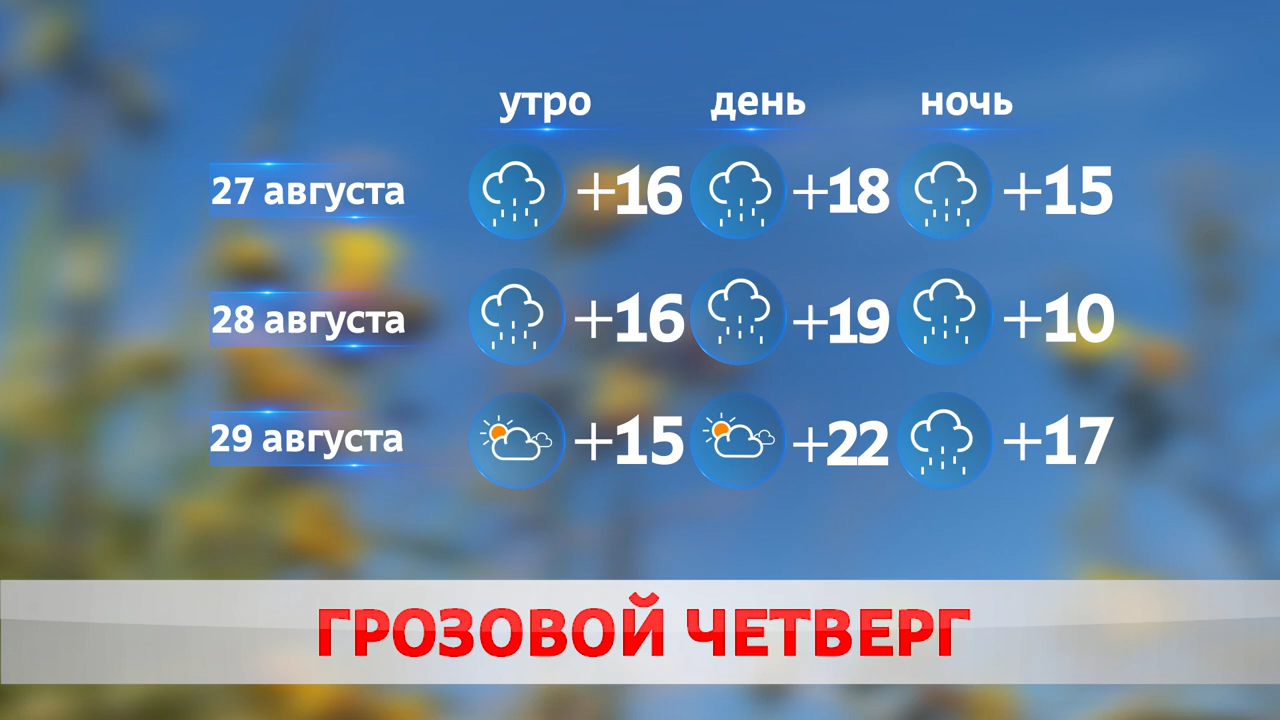 утро день ночь
27 августа +16 +18 +15
28 августа +16 +19 +10
29 августа +15 +22 +17
ГРОЗОВОЙ ЧЕТВЕРГ